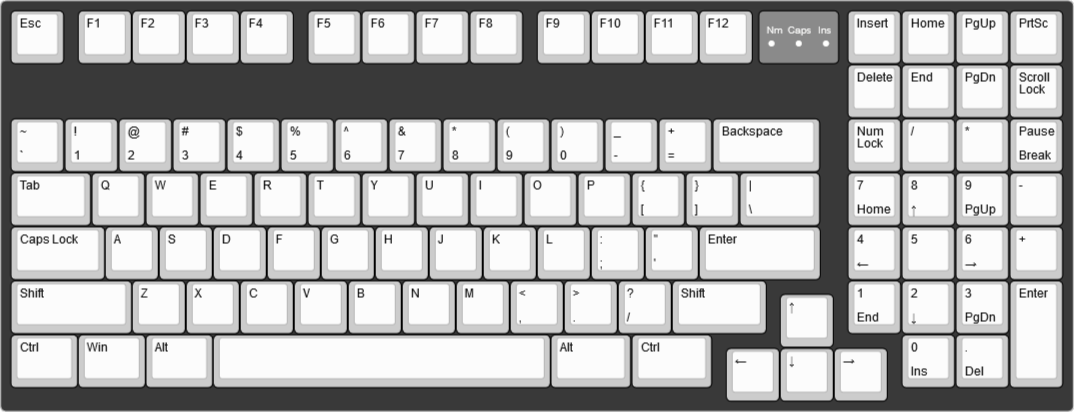 Esc F1 F2 F3 F4 F5 F6 F7 F8 F9 F10 F11 F12 Nm Caps Ins Insert Home PgUp PrtSc
Delete End PgDn Scroll Lock
~ ! @ # $ % ^ & * ( ) _ + Backspace Num Lock / * Pause
` 1 2 3 4 5 6 7 8 9 0 - = Break
Tab Q W E R T Y U I O P { } | 7 8 9 -
[ ] \ Home ↑ PgUp
Caps Lock A S D F G H J K L : " Enter 4 5 6 +
; ' ← →
Shift Z X C V B N M < > ? Shift ↑ 1 2 3 Enter
, . / End ↓ PgDn
Ctrl Win Alt Alt Ctrl ← ↓ → 0 .
Ins Del